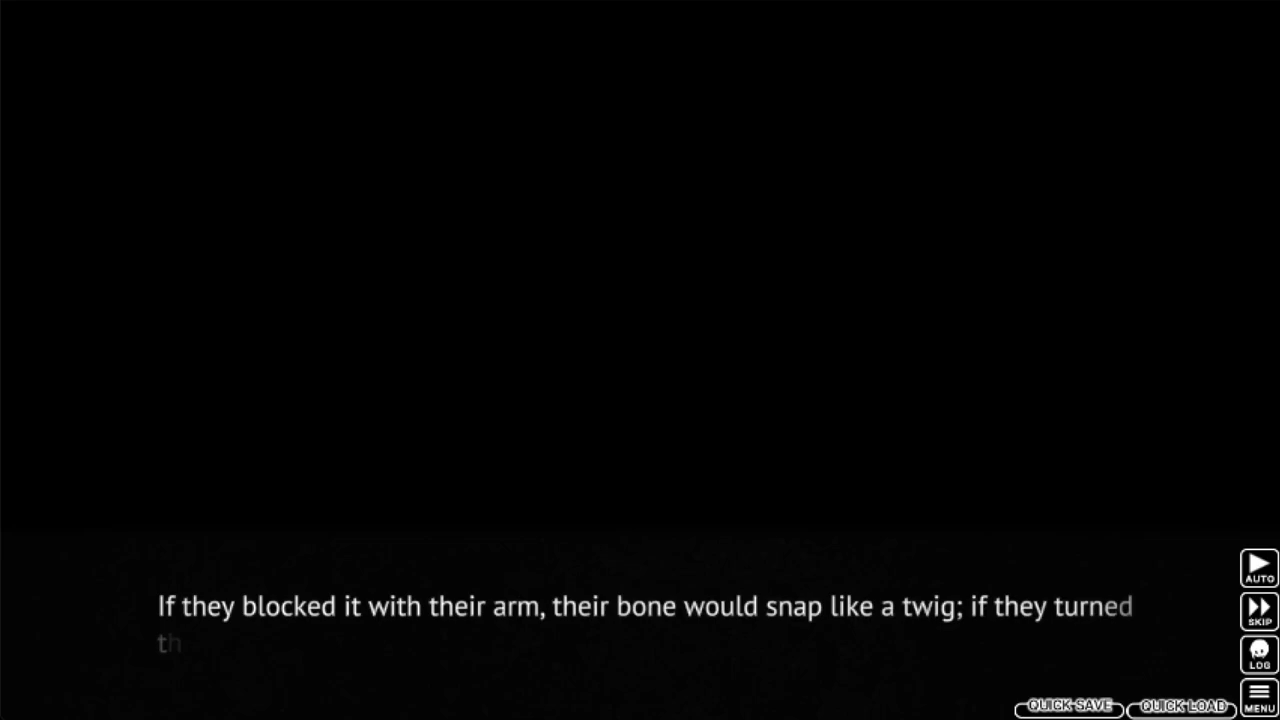 If they blocked it with their arm, their bone would snap like a twig; if they turned
th
AUTO
SKIP
LOG
MENU
QUICK SAVE
QUICK LOAD